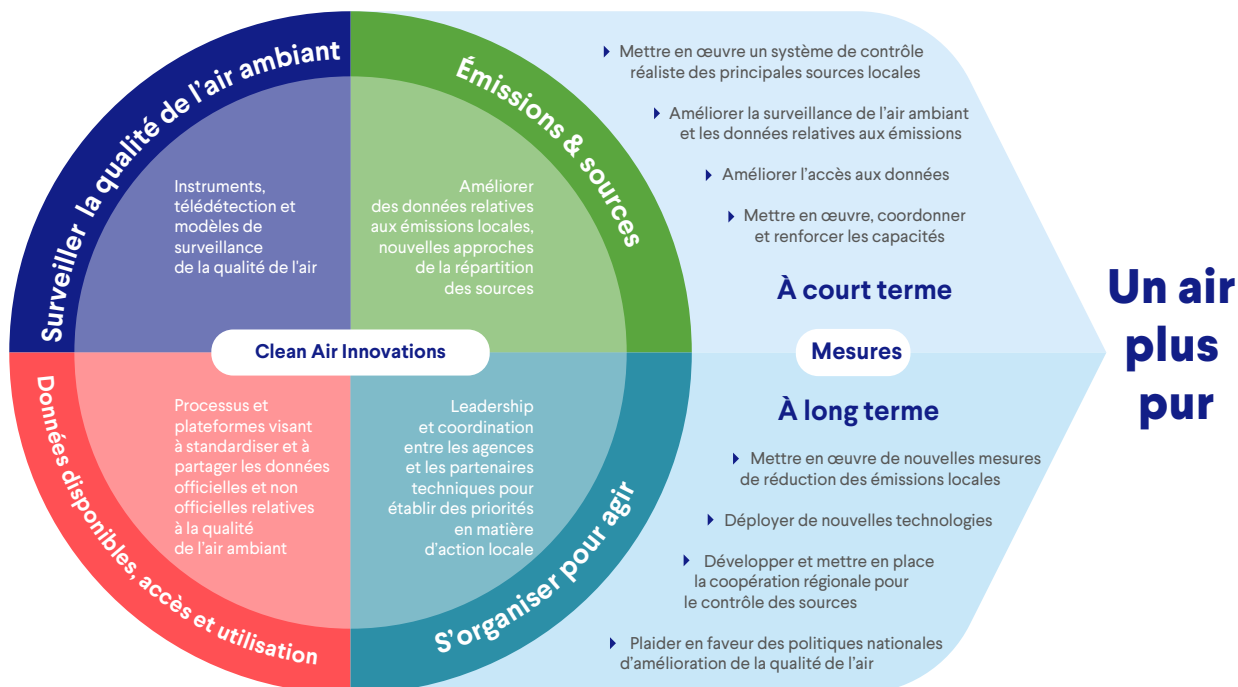 Surveiller la qualité de l'air ambiant
Instruments,
télédétection et
modèles de
surveillance
de la qualité de l'air
Émissions & sources
Améliorer
des données relatives
aux émissions locales,
nouvelles approches
de la répartition
des sources
Clean Air Innovations
Données disponibles, accès et utilisation
Processus et
plateformes visant
à standardiser et à
partager les données
officielles et non
officielles relatives
à la qualité
de l'air ambiant
S'organiser pour agir
Leadership
et coordination
entre les agences
et les partenaires
techniques pour
établir des priorités
en matière
d'action locale
Mettre en œuvre un système de contrôle
réaliste des principales sources locales
Améliorer la surveillance de l'air ambiant
et les données relatives aux émissions
Améliorer l'accès aux données
Mettre en œuvre, coordonner
et renforcer les capacités
À court terme
Mesures
À long terme
Mettre en œuvre de nouvelles mesures
de réduction des émissions locales
Déployer de nouvelles technologies
Développer et mettre en place
la coopération régionale pour
le contrôle des sources
Plaider en faveur des politiques nationales
d'amélioration de la qualité de l'air
Un air
plus
pur